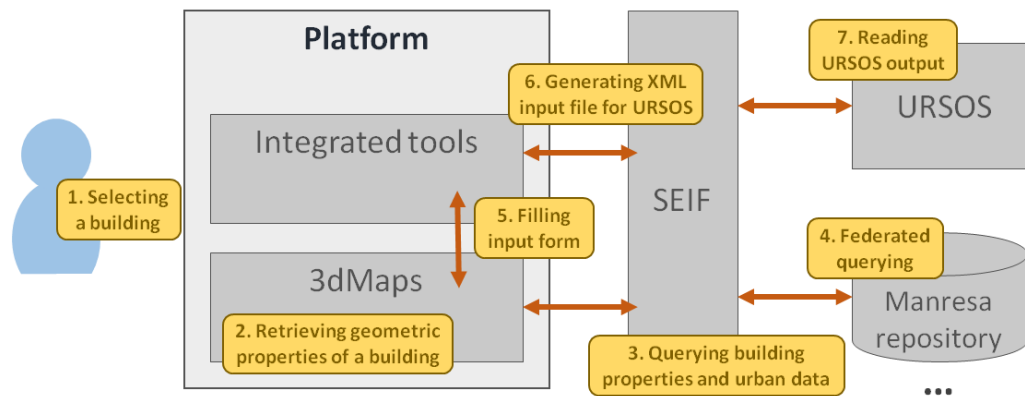 Platform
7. Reading
URSOS output
6. Generating XML
input file for URSOS
URSOS
Integrated tools
1. Selecting
a building
SEIF
5. Filling
input form
4. Federated
querying
3dMaps
2. Retrieving geometric
properties of a building
Manresa
repository
3. Querying building
properties and urban data
...